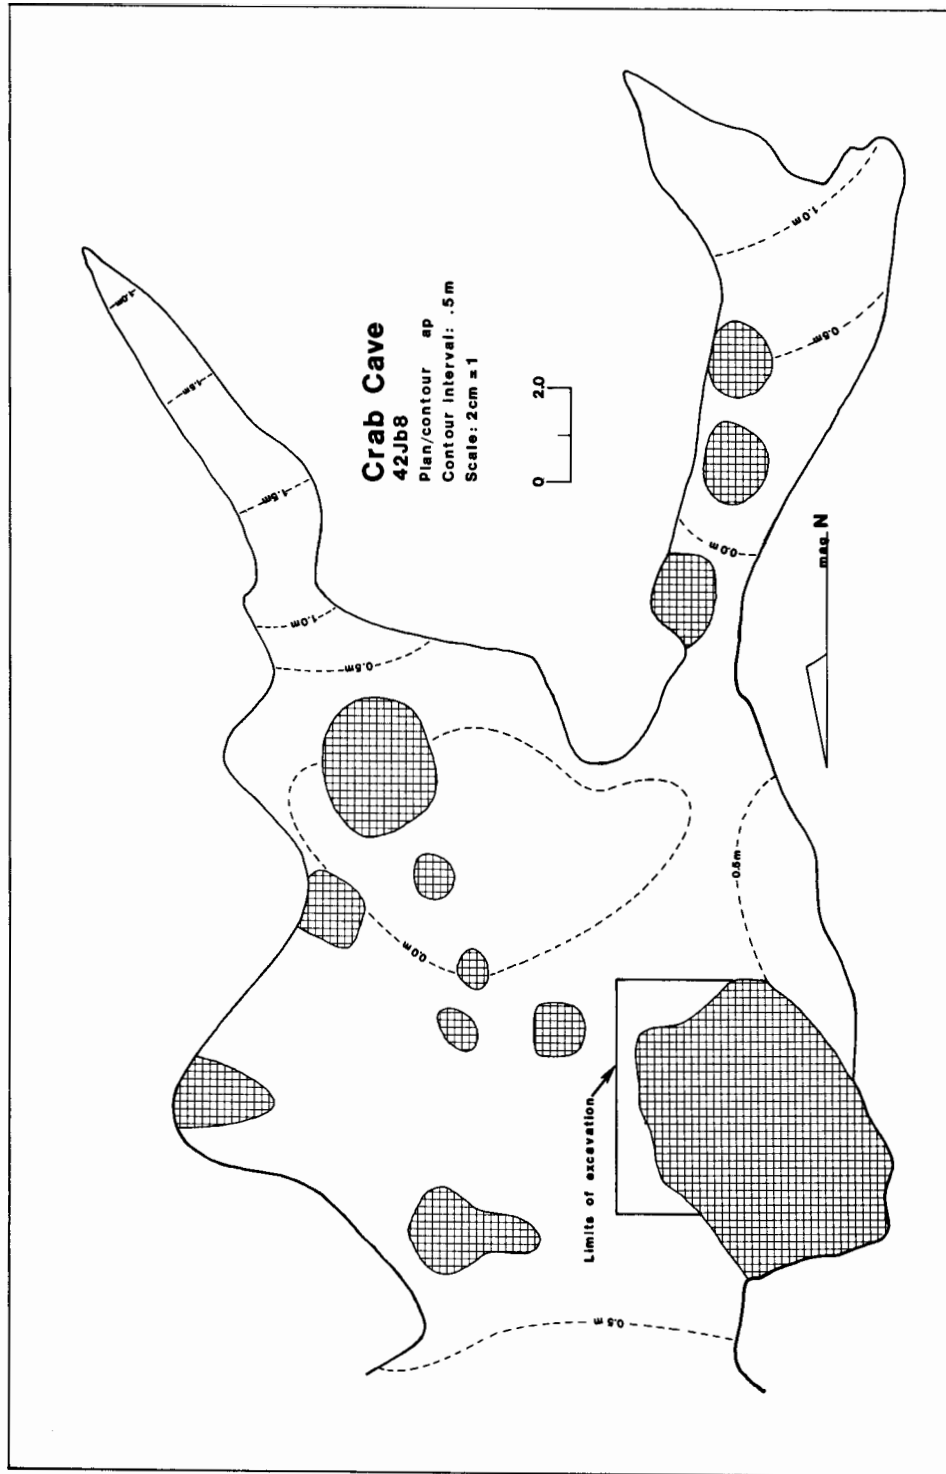 Crab Cave
42Jb8
Plan/contour ap
Contour Interval: .5m
Scale: 2cm = 1
0 2.0
mag N
Limits of excavation
1.0m
1.5m
1.5m
1.0m
0.5m
0.0m
0.5m
0.5m
0.0m
0.5m
1.0m